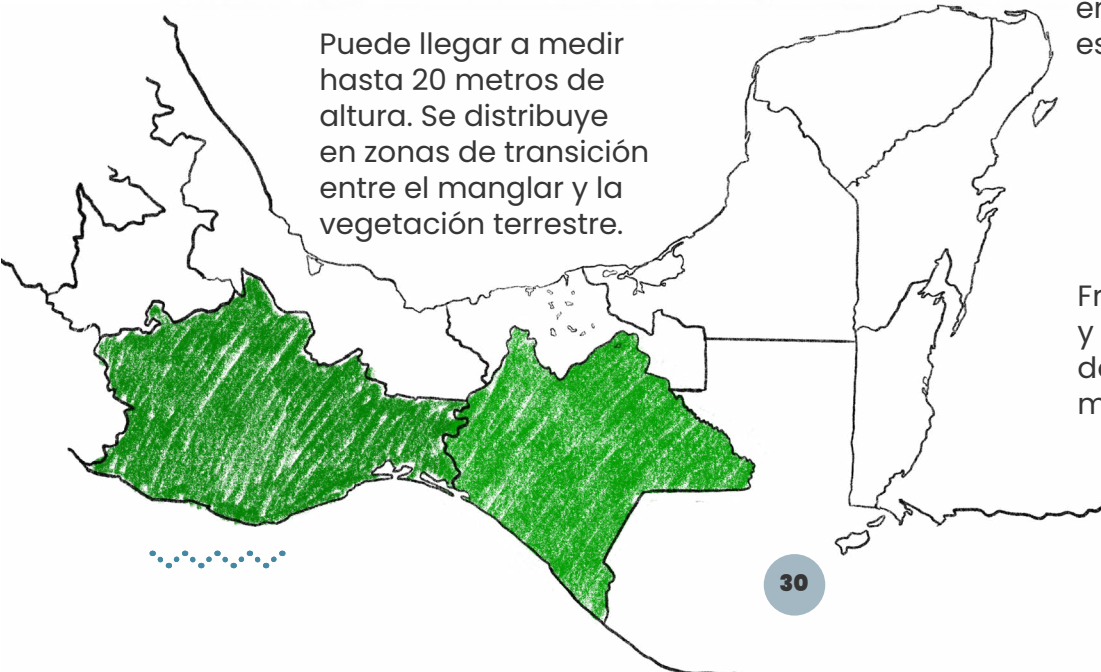 Puede llegar a medir
hasta 20 metros de
altura. Se distribuye
en zonas de transición
entre el manglar y la
vegetación terrestre.
y
30